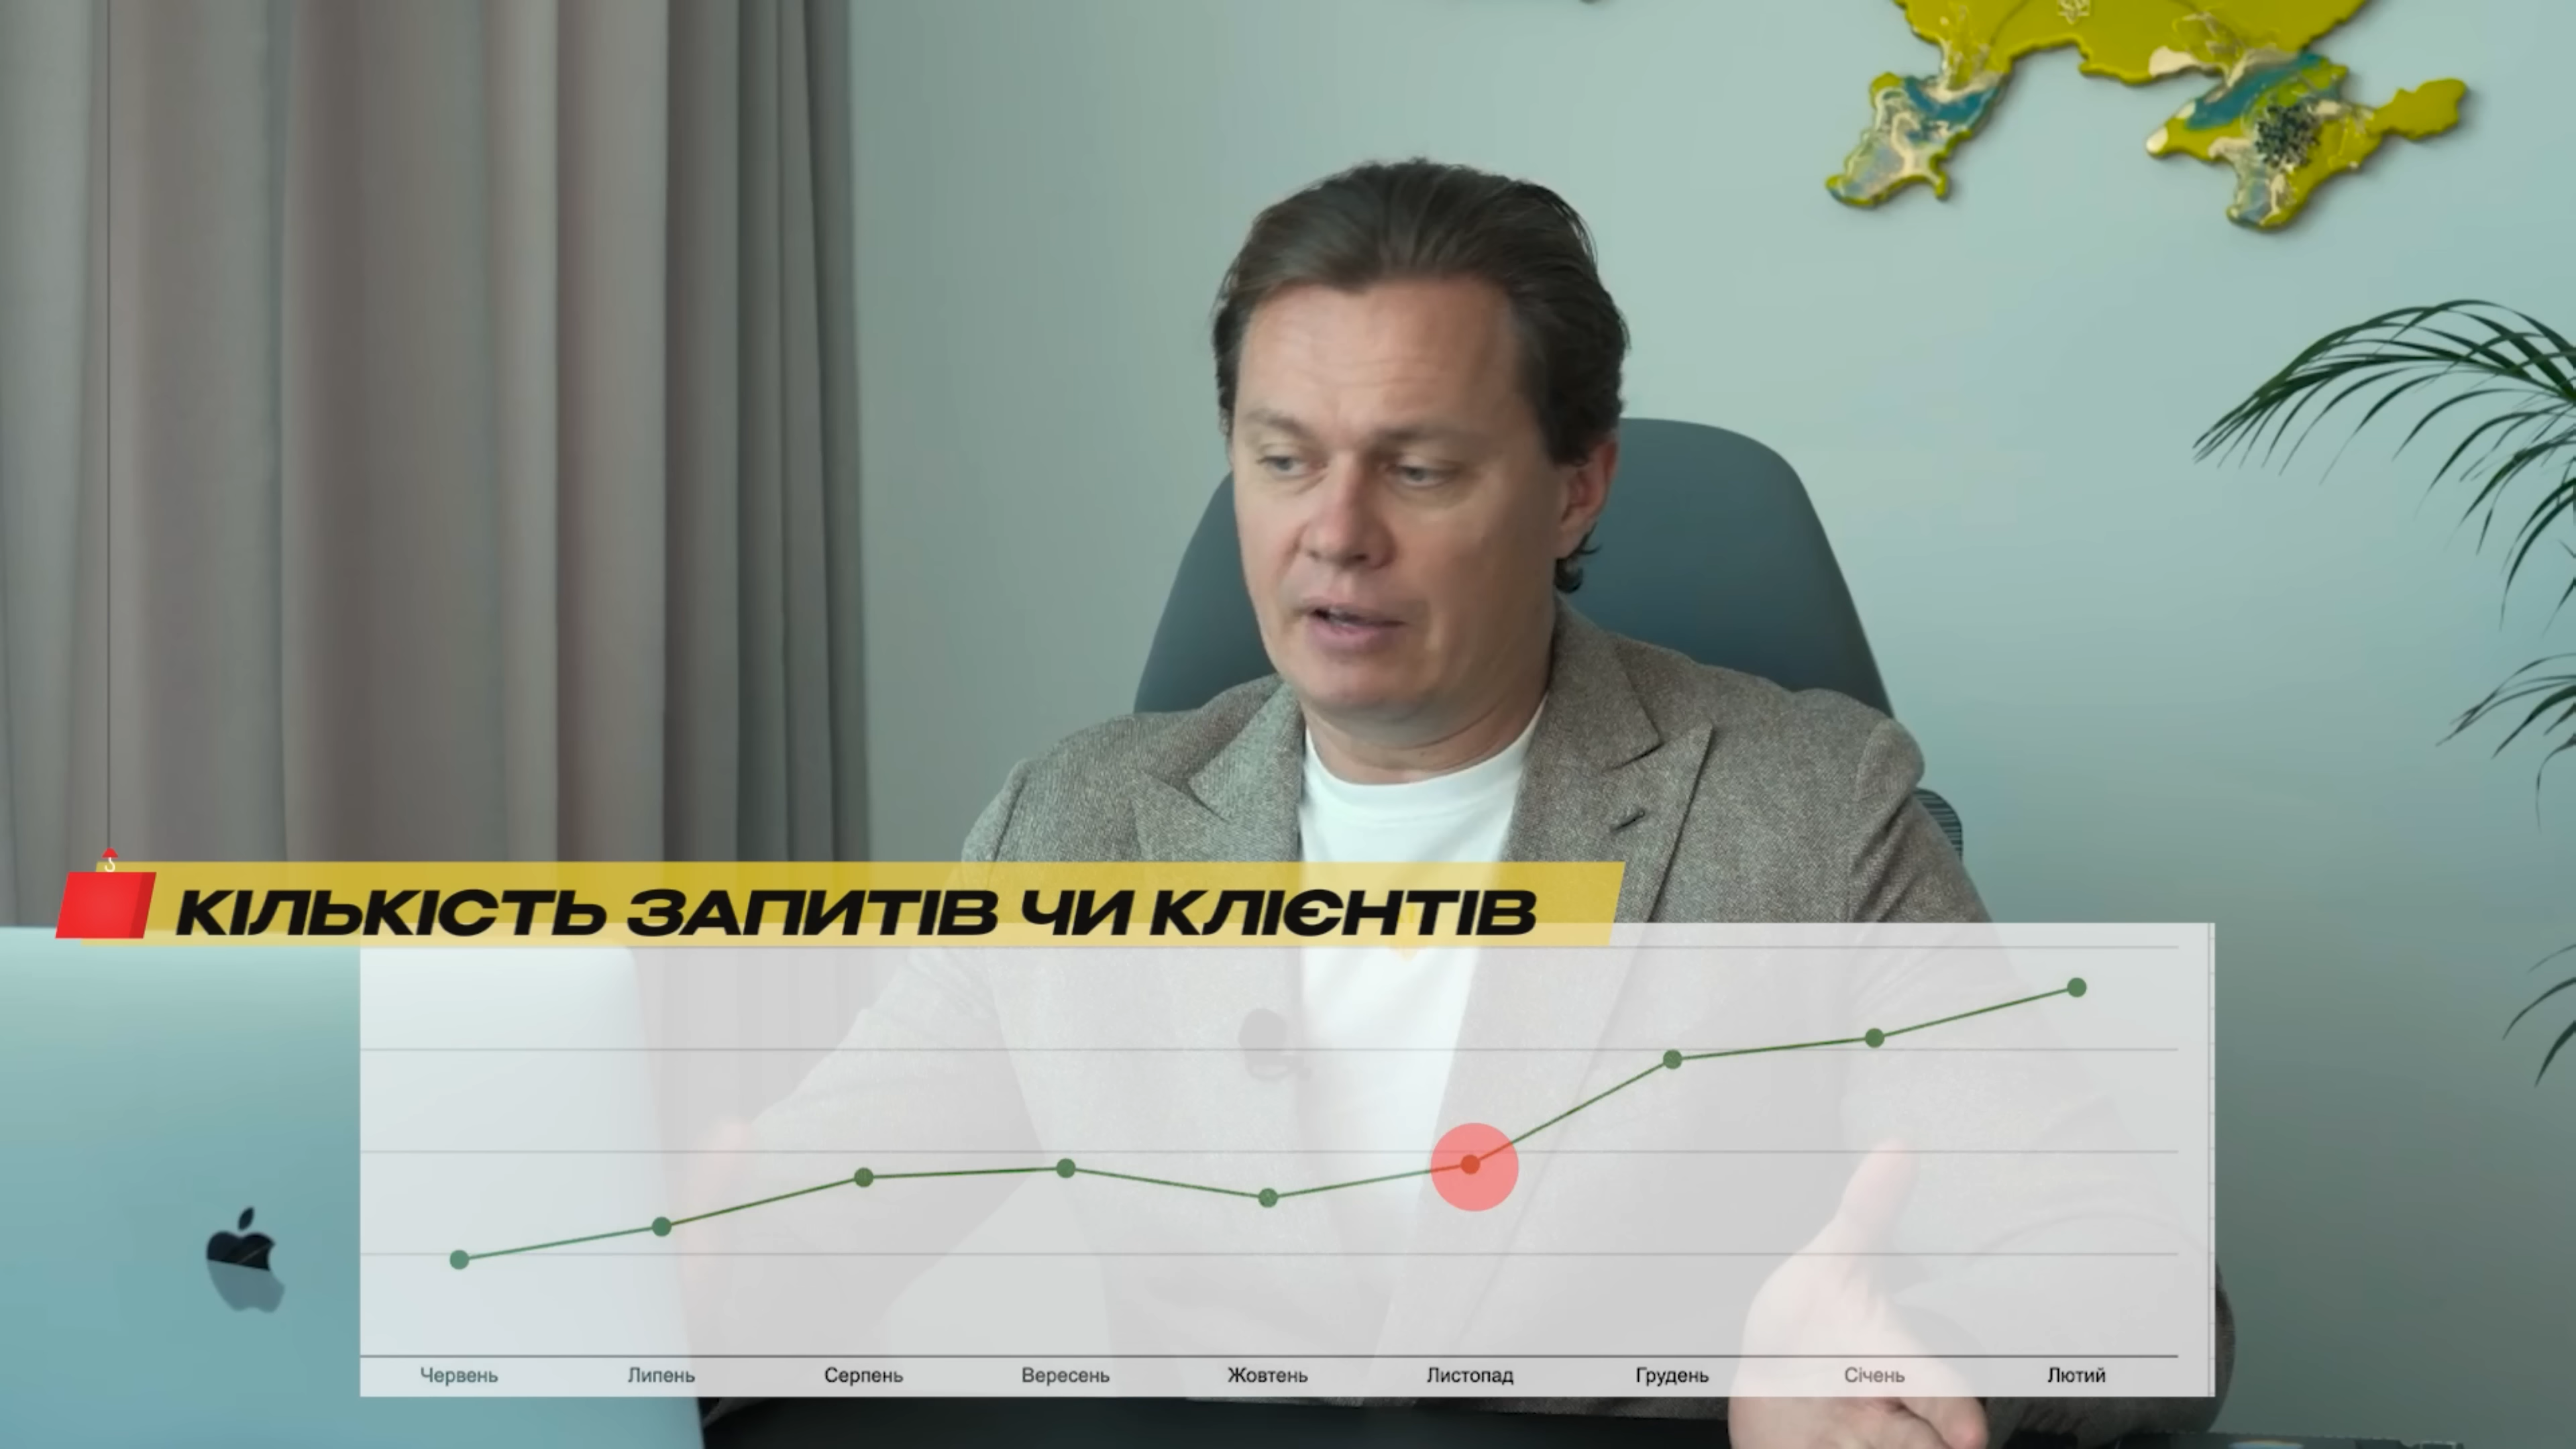 КІЛЬКІСТЬ ЗАПИТІВ ЧИ КЛІЄНТІВ
Червень Липень Серпень Вересень Жовтень Листопад Грудень Січень Лютий